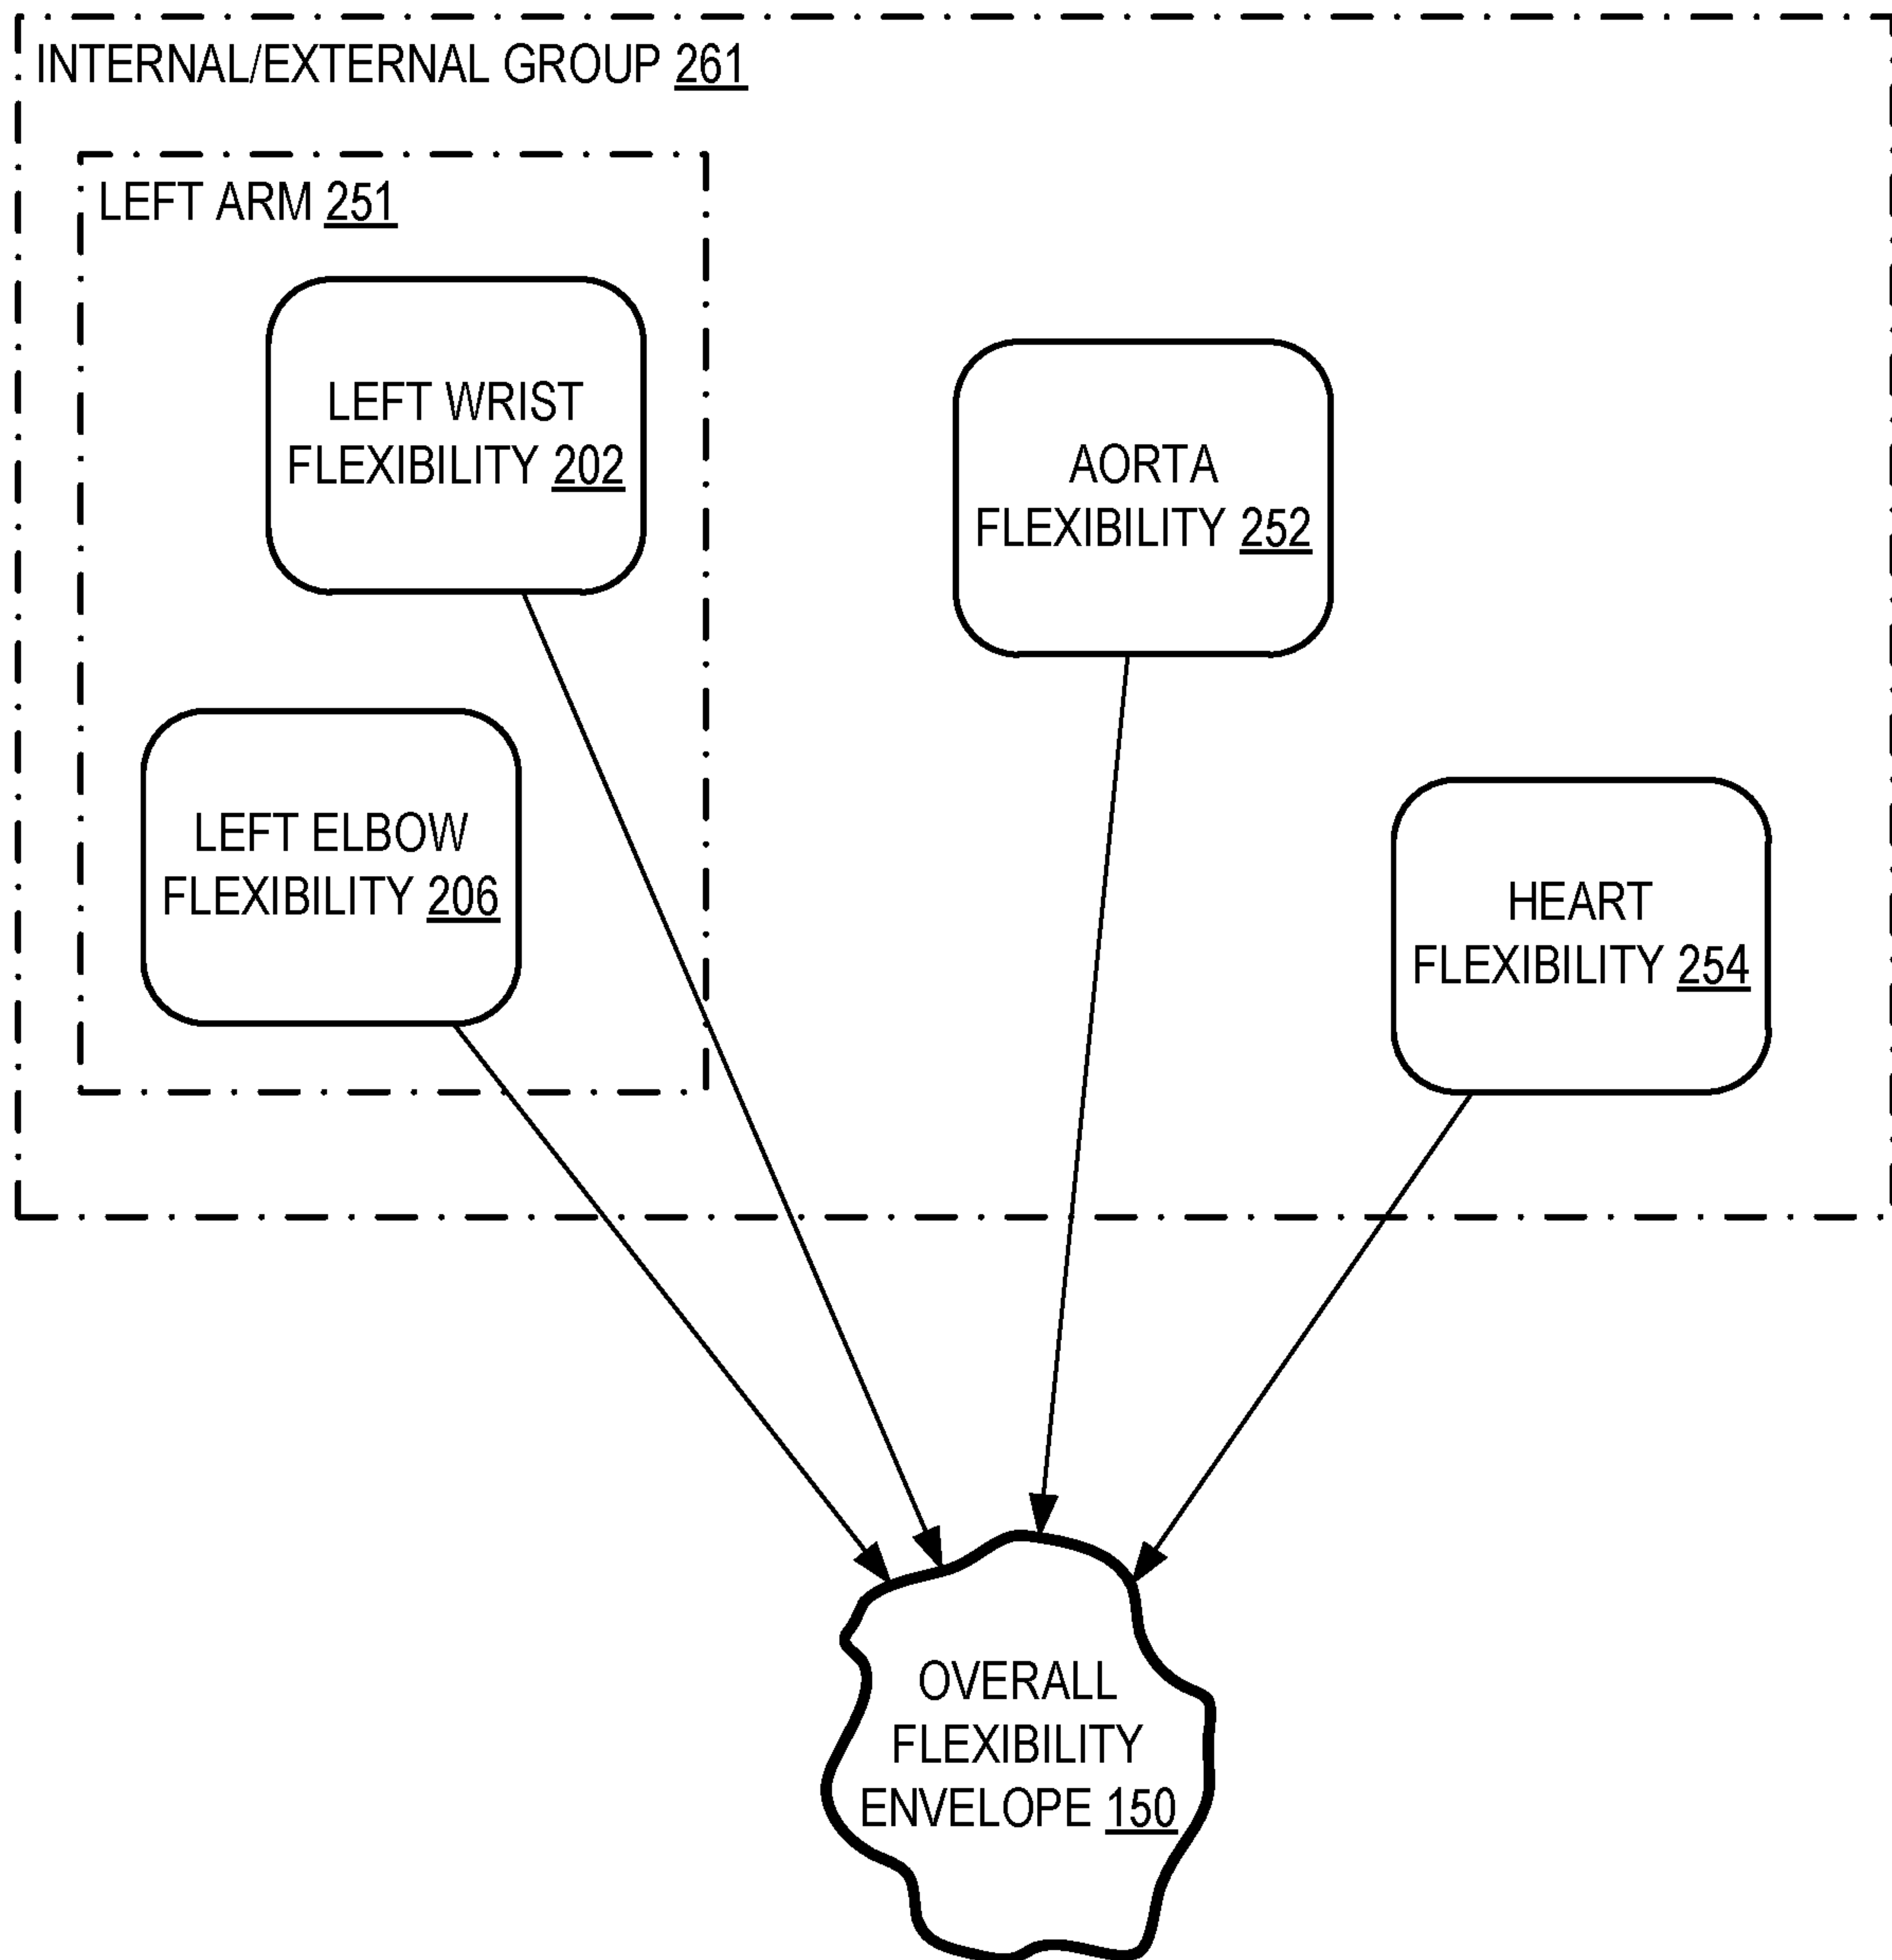 INTERNAL/EXTERNAL GROUP 261
LEFT ARM 251
LEFT WRIST
FLEXIBILITY 202
AORTA
FLEXIBILITY 252
LEFT ELBOW
FLEXIBILITY 206
HEART
FLEXIBILITY 254
OVERALL
FLEXIBILITY
ENVELOPE 150